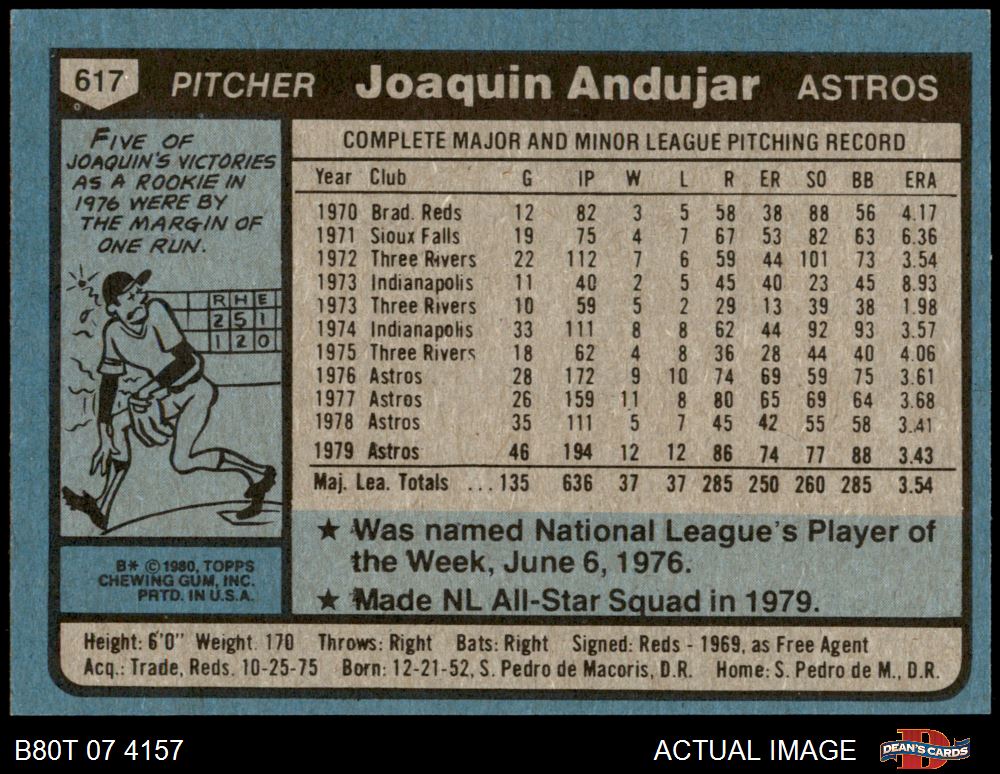 617 PITCHER Joaquin Andujar ASTROS
FIVE OF
JOAQUIN'S VICTORIES
AS A ROOKIE IN
1976 WERE BY
THE MARGIN OF
ONE RUN.
R H E
2 5 1
1 2 0
B* © 1980, TOPPS
CHEWING GUM, INC.
PRTD. IN U.S.A.
COMPLETE MAJOR AND MINOR LEAGUE PITCHING RECORD
Year Club G IP W L R ER SO BB ERA
1970 Brad. Reds 12 82 3 5 58 38 88 56 4.17
1971 Sioux Falls 19 75 4 7 67 53 82 63 6.36
1972 Three Rivers 22 112 7 6 59 44 101 73 3.54
1973 Indianapolis 11 40 2 5 45 40 23 45 8.93
1973 Three Rivers 10 59 5 2 29 13 39 38 1.98
1974 Indianapolis 33 111 8 8 62 44 92 93 3.57
1975 Three Rivers 18 62 4 8 36 28 44 40 4.06
1976 Astros 28 172 9 10 74 69 59 75 3.61
1977 Astros 26 159 11 8 80 65 69 64 3.68
1978 Astros 35 111 5 7 45 42 55 58 3.41
1979 Astros 46 194 12 12 86 74 77 88 3.43
Maj. Lea. Totals ... 135 636 37 37 285 250 260 285 3.54
★ Was named National League's Player of
the Week, June 6, 1976.
★ Made NL All-Star Squad in 1979.
Height: 6'0" Weight. 170 Throws: Right Bats: Right Signed: Reds - 1969, as Free Agent
Acq.: Trade, Reds. 10-25-75 Born: 12-21-52, S. Pedro de Macoris, D.R. Home: S. Pedro de M., D.R.
B80T 07 4157 ACTUAL IMAGE DEAN'S CARDS